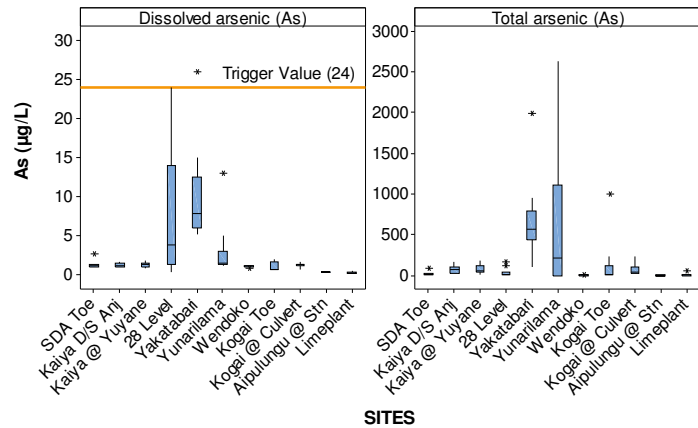 Dissolved arsenic (As)
Total arsenic (As)
As (µg/L)
30
25
20
15
10
5
0
Trigger Value (24)
3000
2500
2000
1500
1000
500
0
SDA Toe
Kaiya D/S Anj
Kaiya @ Yuyane
28 Level
Yakatabari
Yunarilama
Wendoko
Kogai Toe
Kogai @ Culvert
Aipulungu @ Stn
Limeplant
SDA Toe
Kaiya D/S Anj
Kaiya @ Yuyane
28 Level
Yakatabari
Yunarilama
Wendoko
Kogai Toe
Kogai @ Culvert
Aipulungu @ Stn
Limeplant
SITES